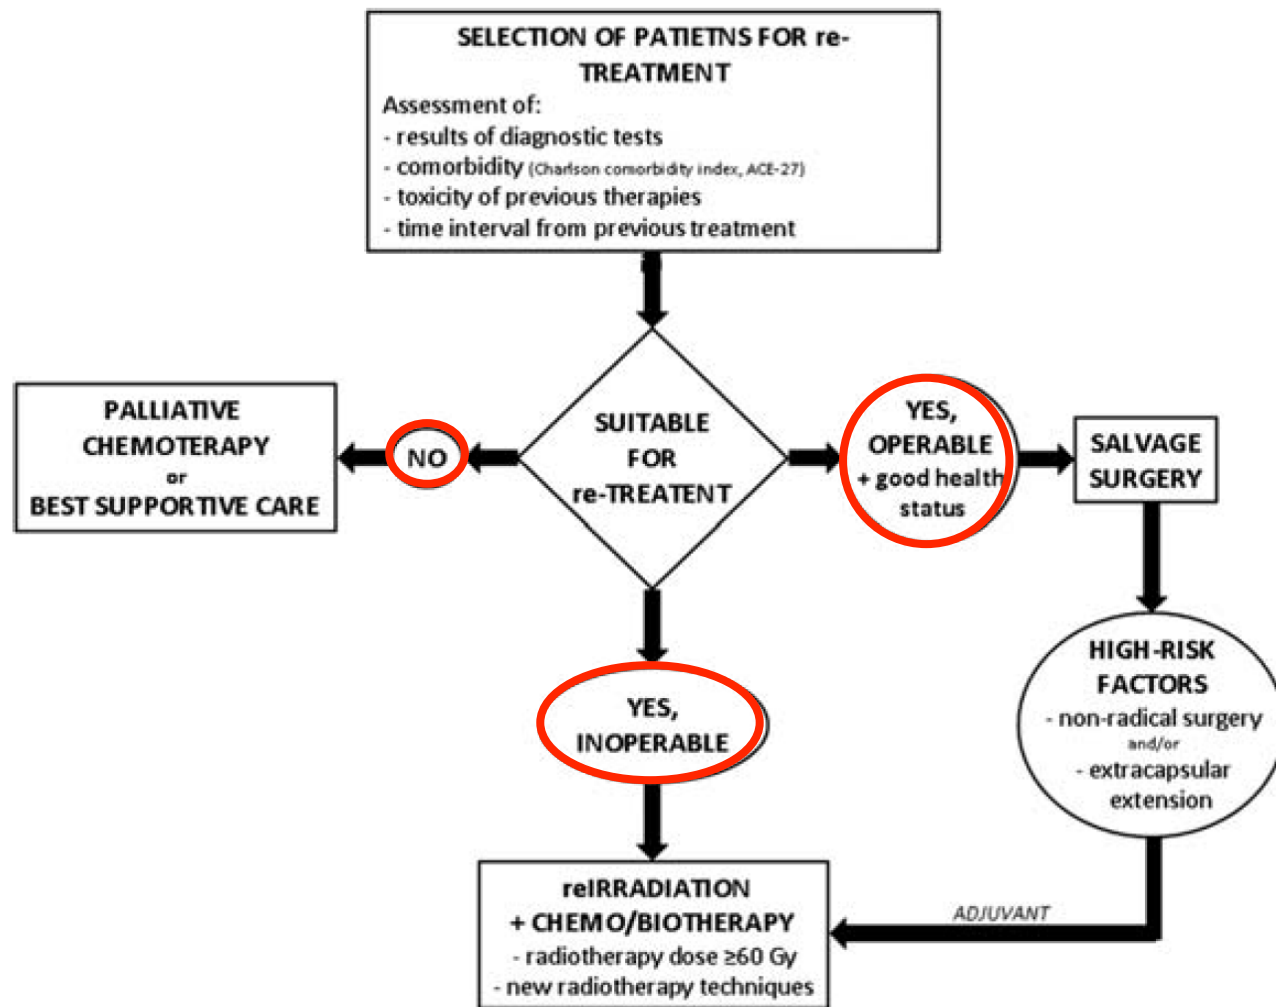 SELECTION OF PATIETNS FOR re-
TREATMENT
Assessment of:
- results of diagnostic tests
- comorbidity (Charlson comorbidity index, ACE-27)
- toxicity of previous therapies
- time interval from previous treatment
PALLIATIVE
CHEMOTERAPY
or
BEST SUPPORTIVE CARE
NO
SUITABLE
FOR
re-TREATENT
YES,
OPERABLE
+ good health
status
SALVAGE
SURGERY
HIGH-RISK
FACTORS
- non-radical surgery
and/or
- extracapsular
extension
YES,
INOPERABLE
reIRRADIATION
+ CHEMO/BIOTHERAPY
- radiotherapy dose ≥60 Gy
- new radiotherapy techniques
ADJUVANT